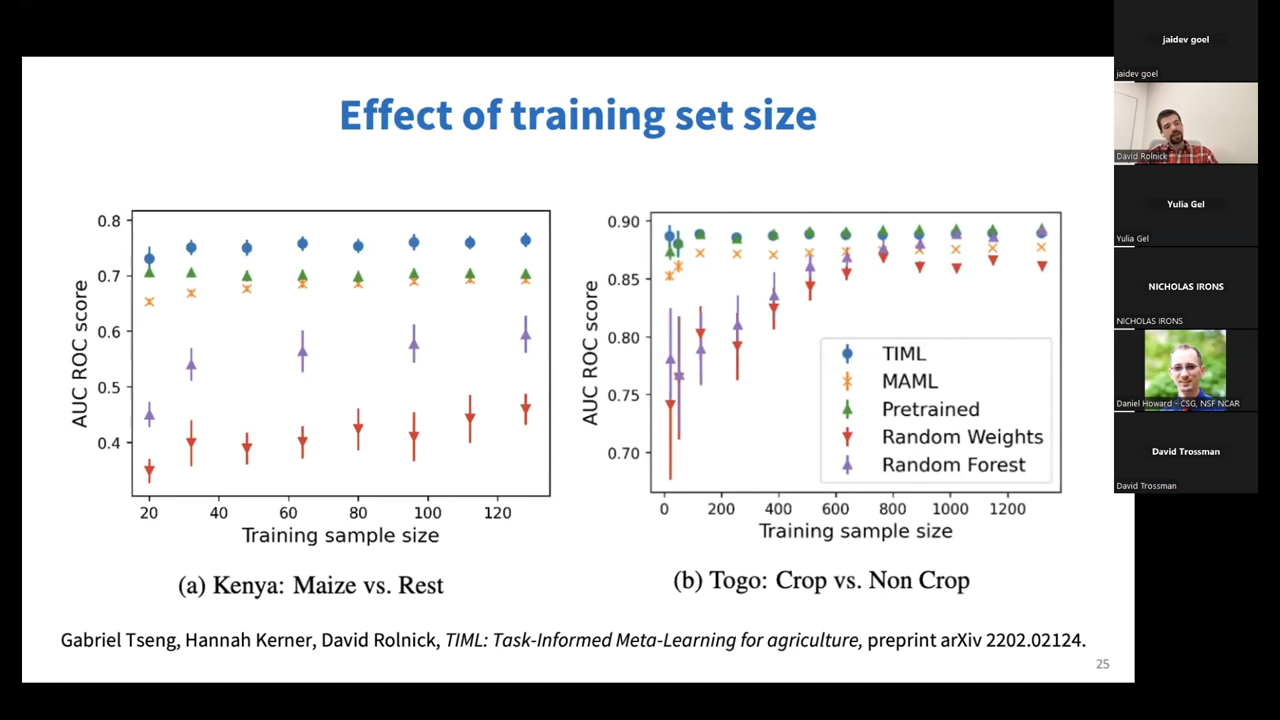 Effect of training set size
AUC ROC score
0.8
0.7
0.6
0.5
0.4
20 40 60 80 100 120
Training sample size
(a) Kenya: Maize vs. Rest
AUC ROC score
0.90
0.85
0.80
0.75
0.70
0 200 400 600 800 1000 1200
Training sample size
TIML
MAML
Pretrained
Random Weights
Random Forest
(b) Togo: Crop vs. Non Crop
Gabriel Tseng, Hannah Kerner, David Rolnick, TIML: Task-Informed Meta-Learning for agriculture, preprint arXiv 2202.02124.
25
jaidev goel
jaidev goel
David Rolnick
Yulia Gel
Yulia Gel
NICHOLAS IRONS
NICHOLAS IRONS
Daniel Howard - CSG, NSF NCAR
David Trossman
David Trossman